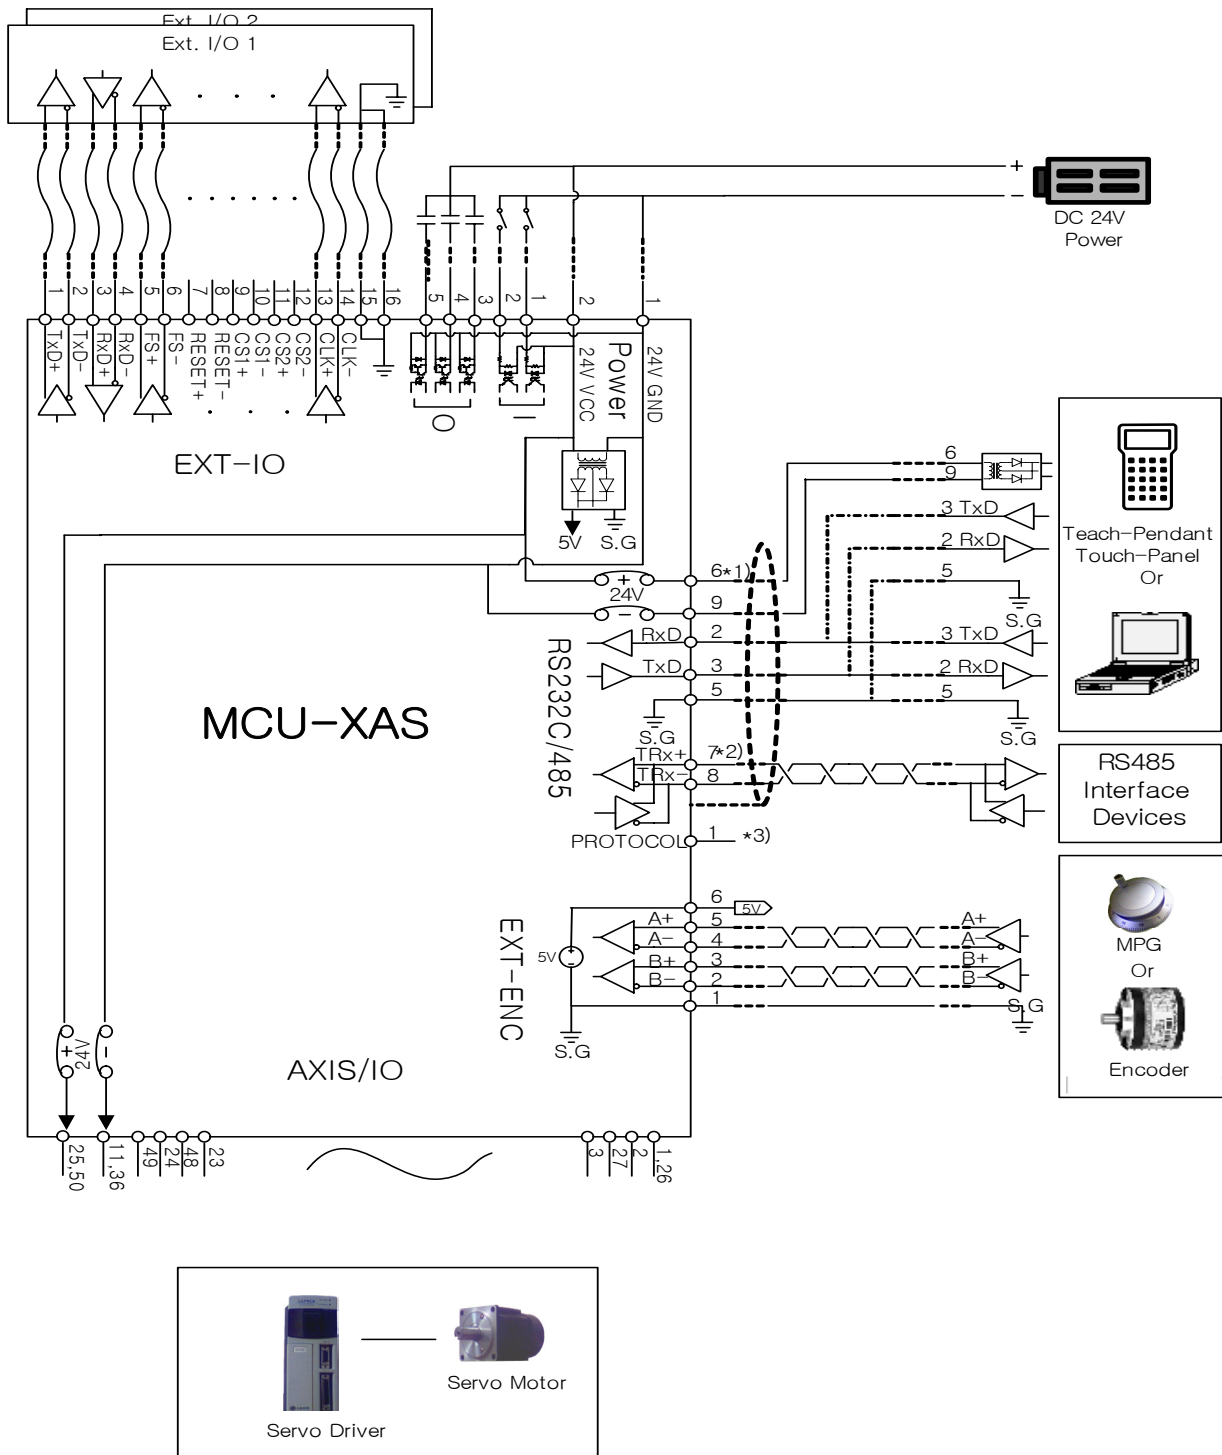 Ext. I/O 2
Ext. I/O 1
+
−
DC 24V
Power
1
2
3
4
5
6
7
8
9
10
11
12
13
14
15
16
5
4
3
2
1
2
1
TxD+
TxD-
RxD+
RxD-
FS+
FS-
RESET+
RESET-
CS1+
CS1-
CS2+
CS2-
CLK+
CLK-
O
I
24V VCC
Power
24V GND
EXT-IO
5V
S.G
6
9
3 TxD
2 RxD
5
S.G
3 TxD
2 RxD
5
S.G
Teach-Pendant
Touch-Panel
Or
+
24V
-
6*1)
9
RxD
2
TxD
3
5
S.G
RS232C/485
MCU-XAS
TRx+
7*2)
TRx-
8
PROTOCOL
1
*3)
RS485
Interface
Devices
EXT-ENC
5V
+
-
S.G
6
5V
A+
5
A-
4
B+
3
B-
2
1
A+
A-
B+
B-
S.G
MPG
Or
Encoder
+
24V
-
AXIS/IO
25,50
11,36
49
24
48
23
3
27
2
1,26
Servo Motor
Servo Driver